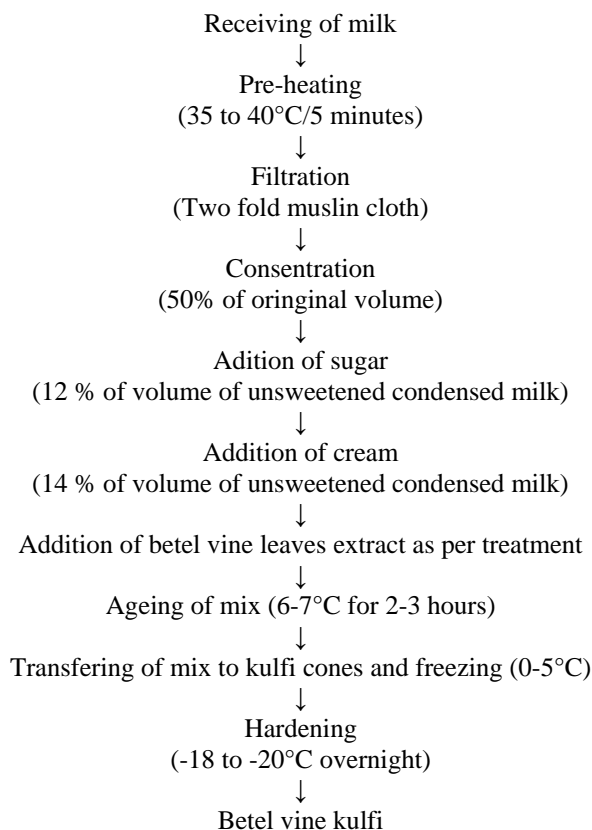 Receiving of milk
↓
Pre-heating
(35 to 40°C/5 minutes)
↓
Filtration
(Two fold muslin cloth)
↓
Consentration
(50% of oringinal volume)
↓
Adition of sugar
(12 % of volume of unsweetened condensed milk)
↓
Addition of cream
(14 % of volume of unsweetened condensed milk)
↓
Addition of betel vine leaves extract as per treatment
↓
Ageing of mix (6-7°C for 2-3 hours)
↓
Transfering of mix to kulfi cones and freezing (0-5°C)
↓
Hardening
(-18 to -20°C overnight)
↓
Betel vine kulfi